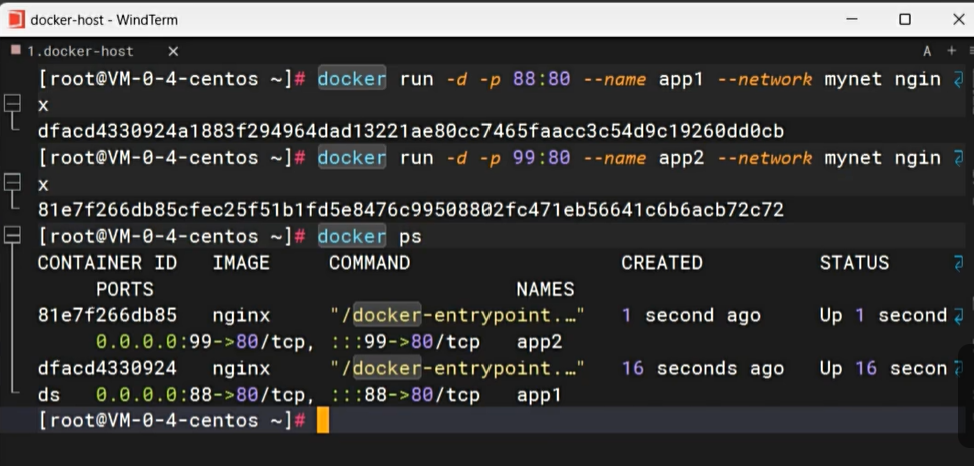 docker-host - WindTerm
1.docker-host
A
[root@VM-0-4-centos ~]# docker run -d -p 88:80 --name app1 --network mynet ngin
x
dfacd4330924a1883f294964dad13221ae80cc7465faacc3c54d9c19260dd0cb
[root@VM-0-4-centos ~]# docker run -d -p 99:80 --name app2 --network mynet ngin
x
81e7f266db85cfec25f51b1fd5e8476c99508802fc471eb56641c6b6acb72c72
[root@VM-0-4-centos ~]# docker ps
CONTAINER ID   IMAGE     COMMAND                  CREATED          STATUS
     PORTS                               NAMES
81e7f266db85   nginx     "/docker-entrypoint.…"   1 second ago     Up 1 second
     0.0.0.0:99->80/tcp, :::99->80/tcp   app2
dfacd4330924   nginx     "/docker-entrypoint.…"   16 seconds ago   Up 16 secon
ds   0.0.0.0:88->80/tcp, :::88->80/tcp   app1
[root@VM-0-4-centos ~]#